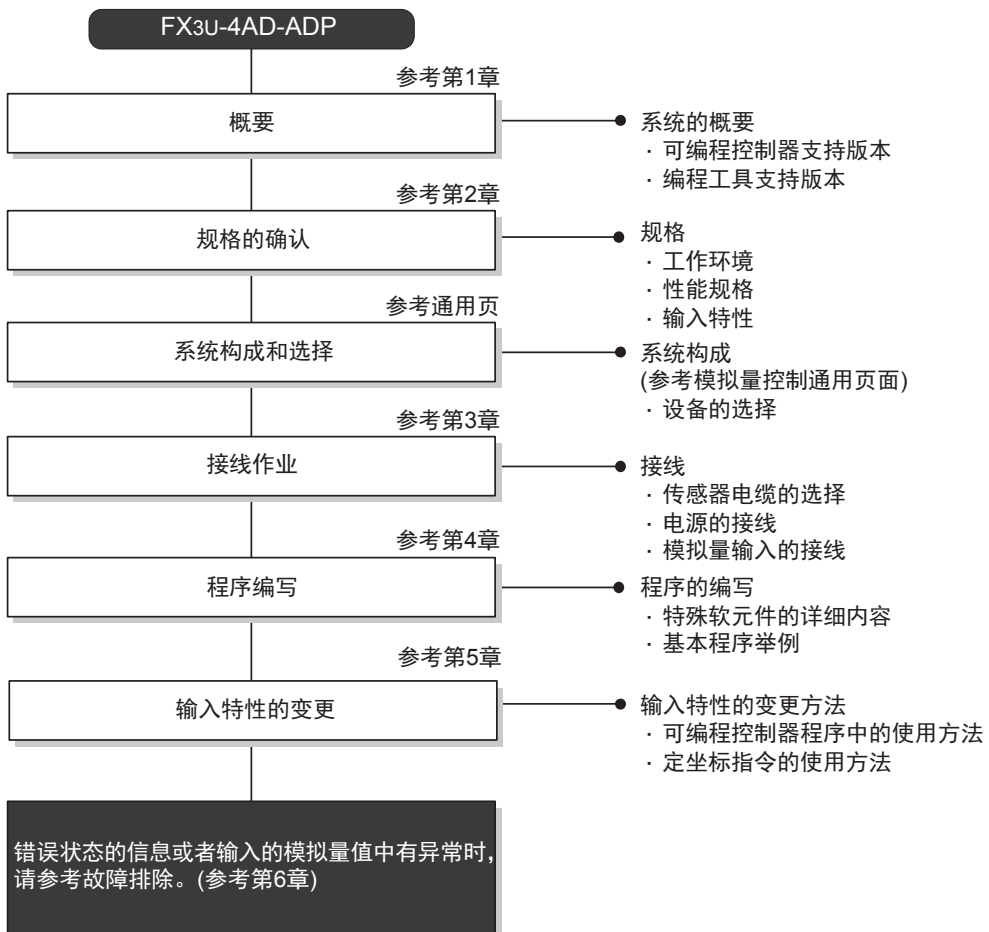 FX3U-4AD-ADP
参考第1章
概要
系统的概要
· 可编程控制器支持版本
· 编程工具支持版本
参考第2章
规格的确认
规格
· 工作环境
· 性能规格
· 输入特性
参考通用页
系统构成和选择
系统构成
(参考模拟量控制通用页面)
· 设备的选择
参考第3章
接线作业
接线
· 传感器电缆的选择
· 电源的接线
· 模拟量输入的接线
参考第4章
程序编写
程序的编写
· 特殊软元件的详细内容
· 基本程序举例
参考第5章
输入特性的变更
输入特性的变更方法
· 可编程控制器程序中的使用方法
· 定坐标指令的使用方法
错误状态的信息或者输入的模拟量值中有异常时,
请参考故障排除。(参考第6章)